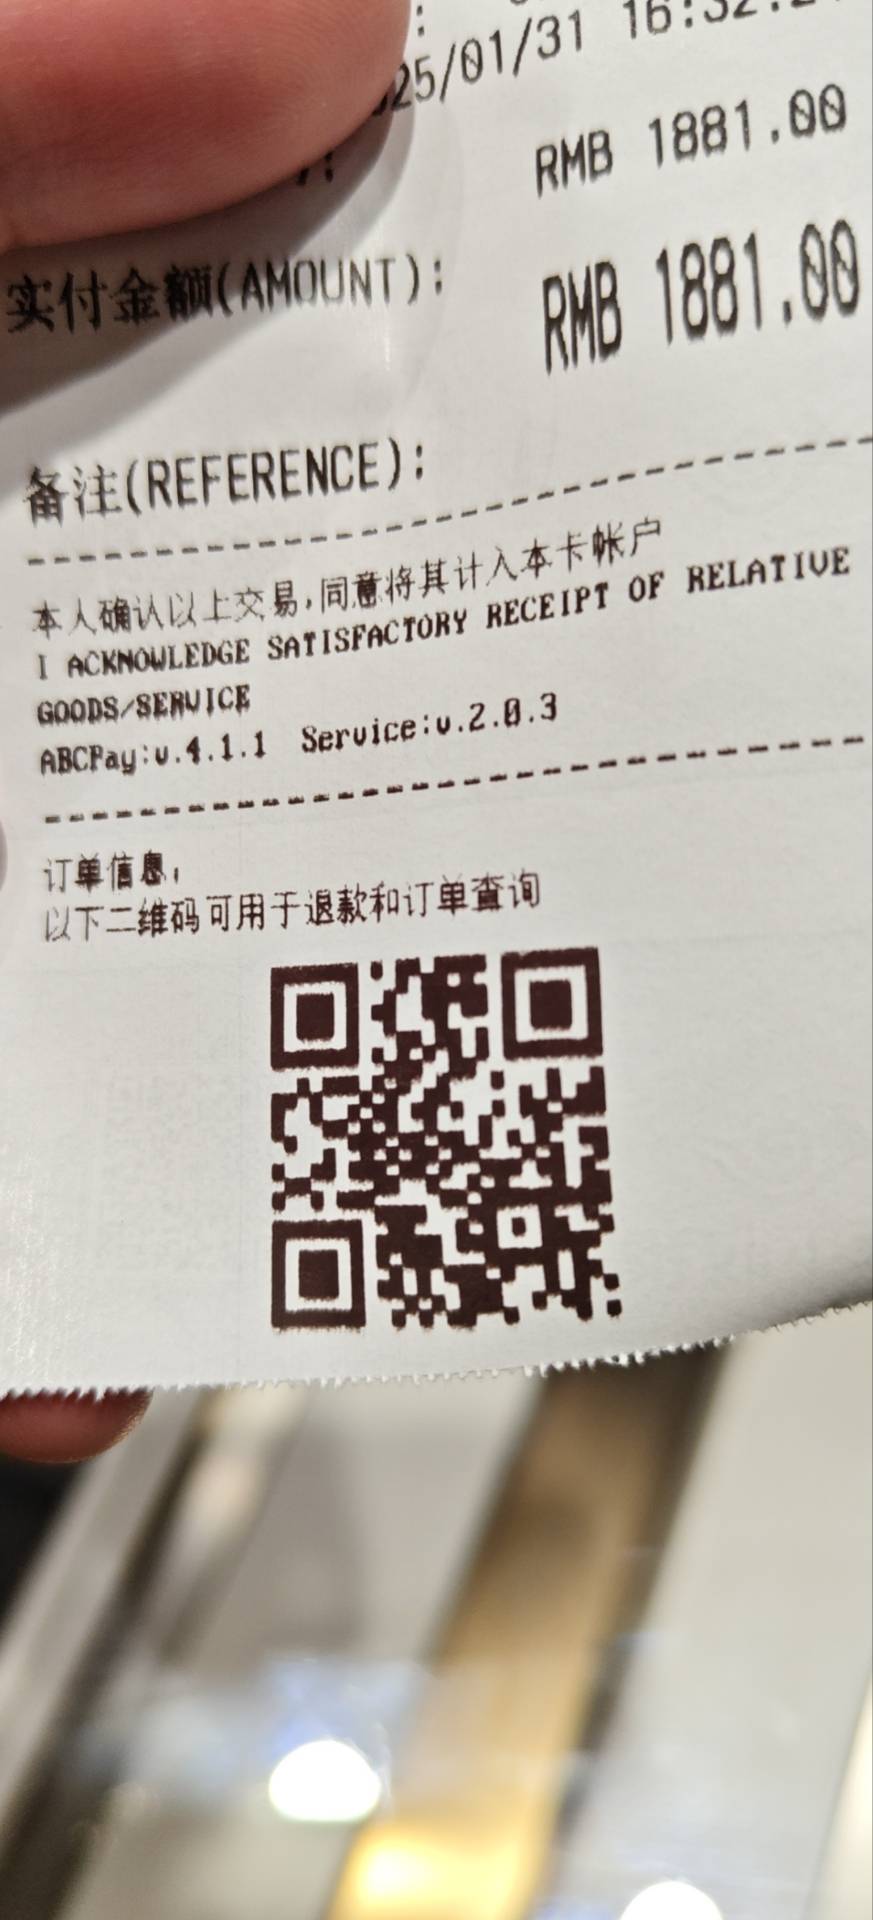 25/01/31 16:32:2
RMB 1881.00
实付金额(AMOUNT): RMB 1881.00
备注(REFERENCE):
本人确认以上交易,同意将其计入本卡帐户
I ACKNOWLEDGE SATISFACTORY RECEIPT OF RELATIVE
GOODS/SERVICE
ABCPay:v.4.1.1 Service:v.2.0.3
订单信息,
以下二维码可用于退款和订单查询